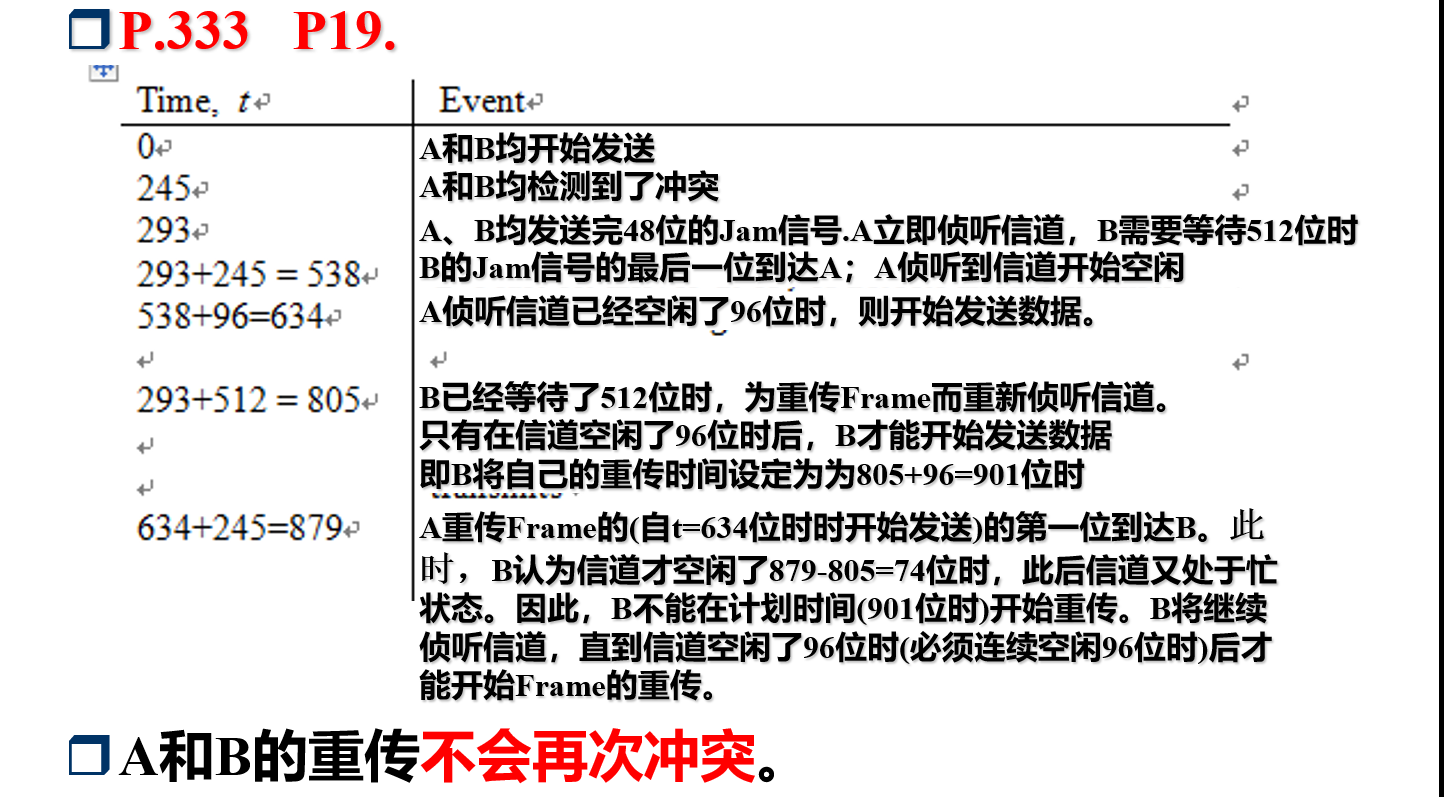 P.333 P19.
Time, t Event
0 A和B均开始发送
245 A和B均检测到了冲突
293 A、B均发送完48位的Jam信号.A立即侦听信道，B需要等待512位时
293+245 = 538 B的Jam信号的最后一位到达A；A侦听到信道开始空闲
538+96=634 A侦听信道已经空闲了96位时，则开始发送数据。
293+512 = 805 B已经等待了512位时，为重传Frame而重新侦听信道。
只有在信道空闲了96位时后，B才能开始发送数据
即B将自己的重传时间设定为为805+96=901位时
634+245=879 A重传Frame的(自t=634位时时开始发送)的第一位到达B。此
时，B认为信道才空闲了879-805=74位时，此后信道又处于忙
状态。因此，B不能在计划时间(901位时)开始重传。B将继续
侦听信道，直到信道空闲了96位时(必须连续空闲96位时)后才
能开始Frame的重传。
A和B的重传不会再次冲突。